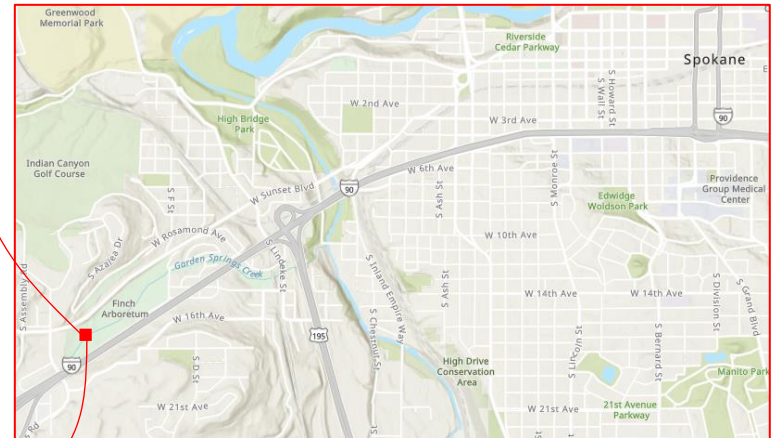 Greenwood
Memorial Park
Riverside
Cedar Parkway
Spokane
W 2nd Ave
S Howard St
S Wall St
90
High Bridge
Park
W 3rd Ave
Indian Canyon
Golf Course
W 6th Ave
S Monroe St
Providence
Group Medical
Center
90
W Sunset Blvd
S F St
S Ash St
Edwidge
Woldson Park
W Rosamond Ave
W 10th Ave
S Azalea Dr
S Lindeke St
Garden Springs Creek
S Inland Empire Way
S Assembly Rd
S Ash St
W 14th Ave
W 14th Ave
S Division St
S Grand Blvd
Finch
Arboretum
W 16th Ave
S Chestnut St
195
S Lincoln St
S Bernard St
90
S D St
High Drive
Conservation
Area
Manito Park
W 21st Ave
W 21st Ave
21st Avenue
Parkway
Rd